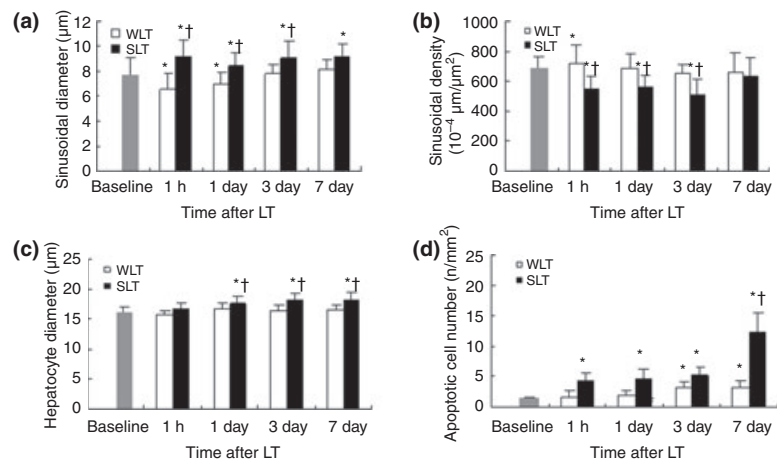 (a)
Sinusoidal diameter (μm)
12
10
8
6
4
2
0
WLT
SLT
* *† * *† *† *
Baseline 1 h 1 day 3 day 7 day
Time after LT
(b)
Sinusoidal density
(10⁻⁴ μm/μm²)
1000
800
600
400
200
0
WLT
SLT
* *† *† *†
Baseline 1 h 1 day 3 day 7 day
Time after LT
(c)
Hepatocyte diameter (μm)
25
20
15
10
5
0
WLT
SLT
*† *† *†
Baseline 1 h 1 day 3 day 7 day
Time after LT
(d)
Apoptotic cell number (n/mm²)
25
20
15
10
5
0
WLT
SLT
* * * * * *†
Baseline 1 h 1 day 3 day 7 day
Time after LT